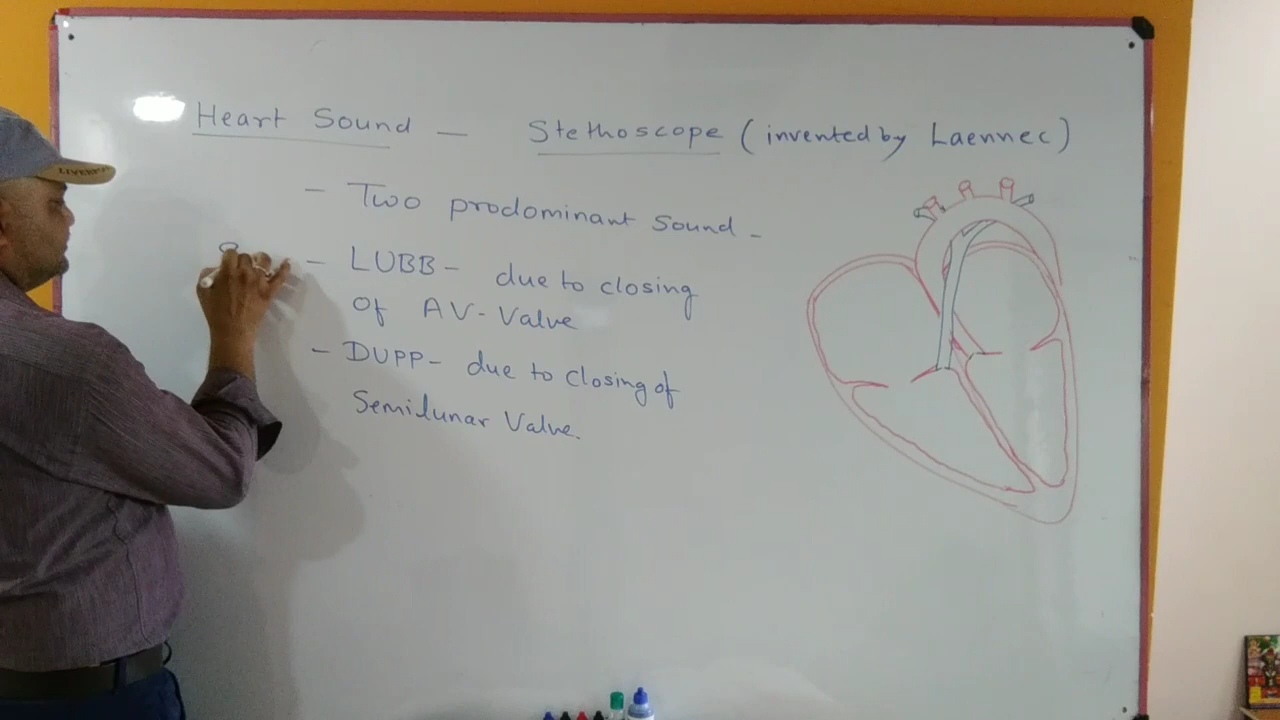 Heart Sound — Stethoscope (invented by Laennec)
- Two prodominant Sound -
- LUBB - due to closing
Of AV-Valve
- DUPP - due to Closing of
Semilunar Valve.